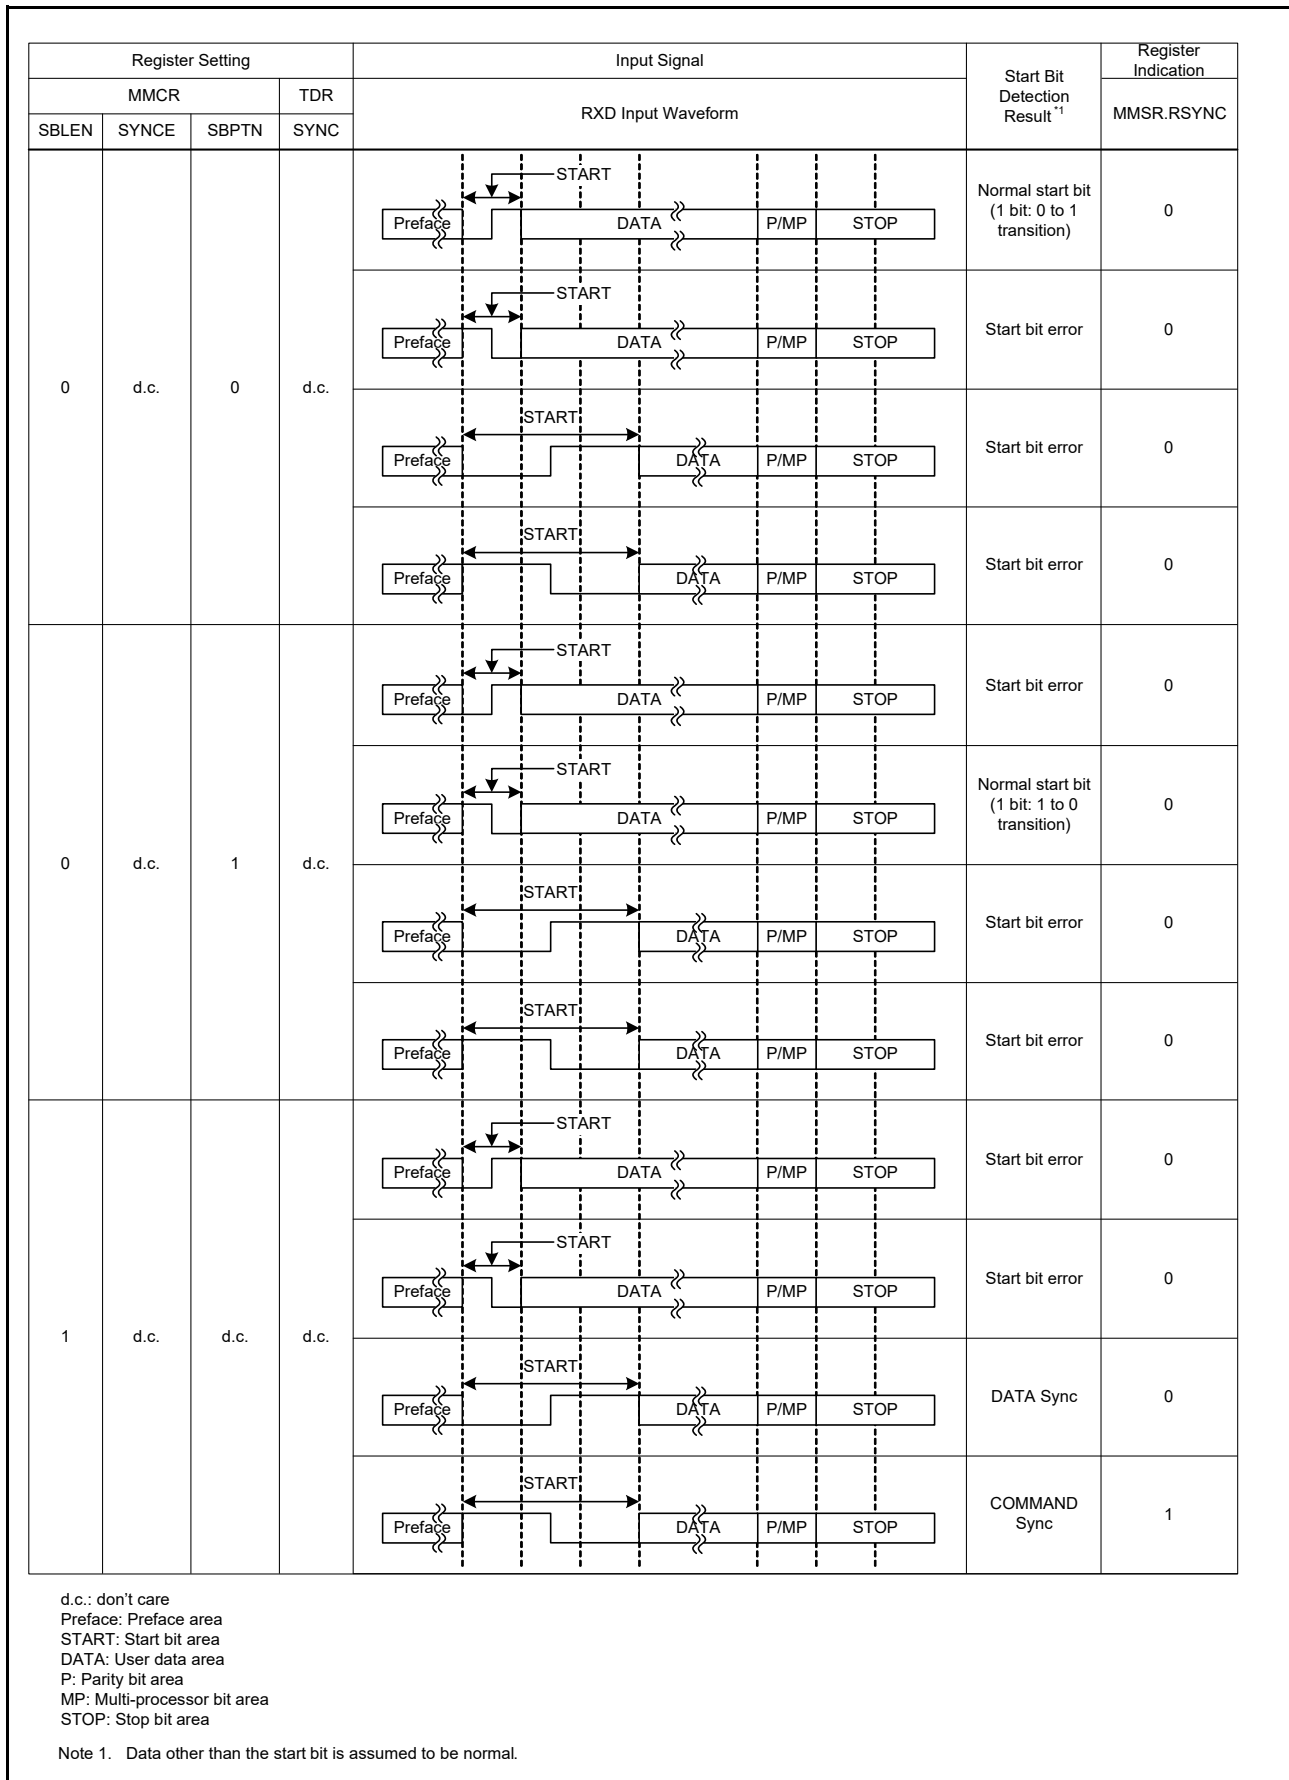 Register Setting
Input Signal
Start Bit
Detection
Result *1
Register
Indication
MMCR
TDR
RXD Input Waveform
MMSR.RSYNC
SBLEN
SYNCE
SBPTN
SYNC
0
d.c.
0
d.c.
START
Preface
DATA
P/MP
STOP
Normal start bit
(1 bit: 0 to 1
transition)
0
START
Preface
DATA
P/MP
STOP
Start bit error
0
START
Preface
DATA
P/MP
STOP
Start bit error
0
START
Preface
DATA
P/MP
STOP
Start bit error
0
0
d.c.
1
d.c.
START
Preface
DATA
P/MP
STOP
Start bit error
0
START
Preface
DATA
P/MP
STOP
Normal start bit
(1 bit: 1 to 0
transition)
0
START
Preface
DATA
P/MP
STOP
Start bit error
0
START
Preface
DATA
P/MP
STOP
Start bit error
0
1
d.c.
d.c.
d.c.
START
Preface
DATA
P/MP
STOP
Start bit error
0
START
Preface
DATA
P/MP
STOP
Start bit error
0
START
Preface
DATA
P/MP
STOP
DATA Sync
0
START
Preface
DATA
P/MP
STOP
COMMAND
Sync
1
d.c.: don't care
Preface: Preface area
START: Start bit area
DATA: User data area
P: Parity bit area
MP: Multi-processor bit area
STOP: Stop bit area
Note 1. Data other than the start bit is assumed to be normal.